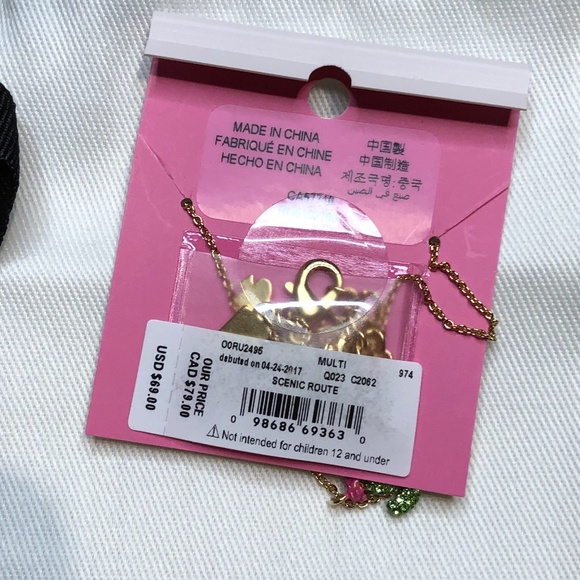 MADE IN CHINA
FABRIQUÉ EN CHINE
HECHO EN CHINA
中国製
中国制造
제조국명:중국
صنع في الصين
CA57740
O0RU2495 MULTI 974
debuted on 04-24-2017 Q023 C2062
SCENIC ROUTE
OUR PRICE
CAD $79.00
USD $69.00
0 98686 69363 0
⚠ Not intended for children 12 and under